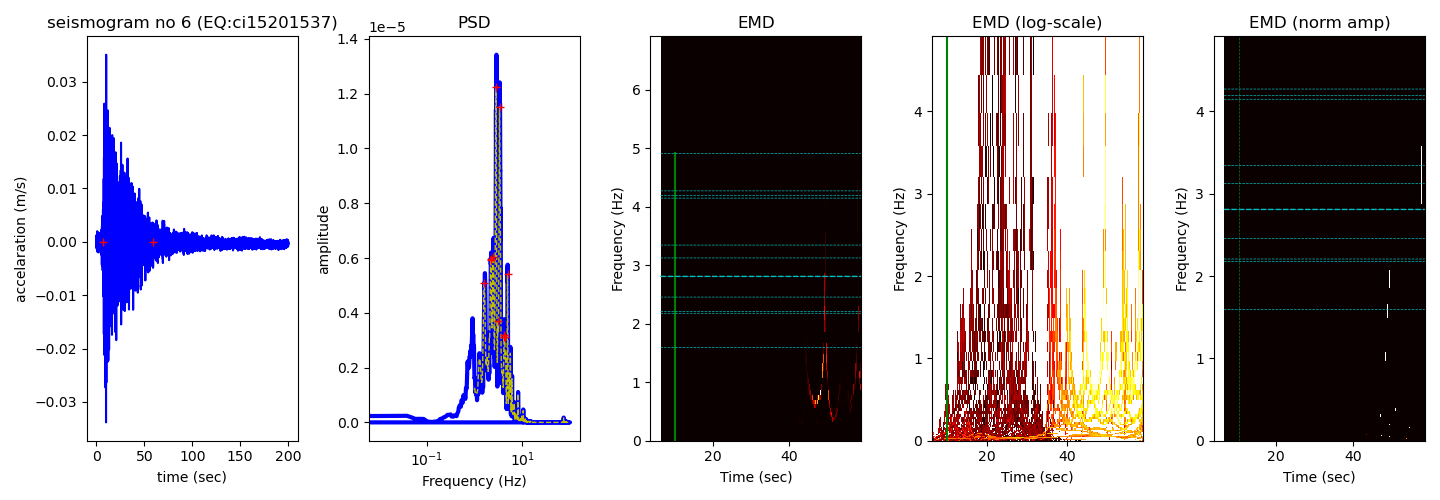 seismogram no 6 (EQ:ci15201537)
accelaration (m/s)
0.03
0.02
0.01
0.00
−0.01
−0.02
−0.03
0 50 100 150 200
time (sec)
PSD
1e−5
amplitude
1.4
1.2
1.0
0.8
0.6
0.4
0.2
0.0
10⁻¹ 10¹
Frequency (Hz)
EMD
Frequency (Hz)
6
5
4
3
2
1
0
20 40
Time (sec)
EMD (log-scale)
Frequency (Hz)
4
3
2
1
0
20 40
Time (sec)
EMD (norm amp)
Frequency (Hz)
4
3
2
1
0
20 40
Time (sec)